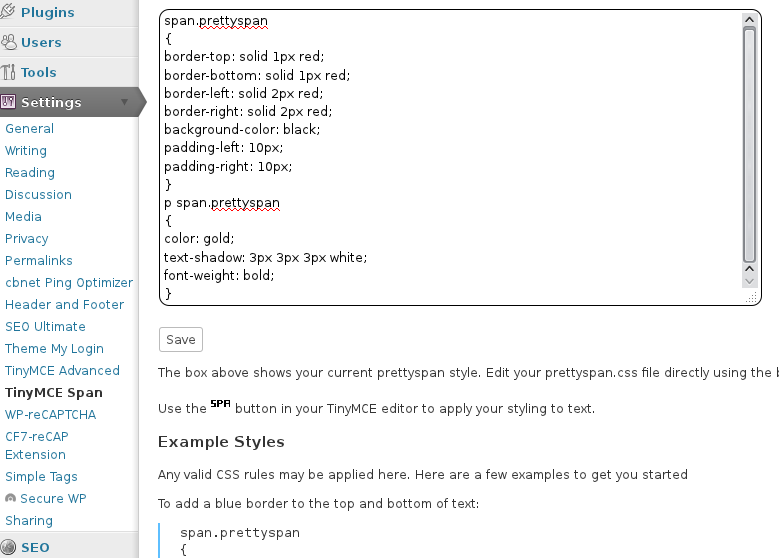 Plugins
Users
Tools
Settings
General
Writing
Reading
Discussion
Media
Privacy
Permalinks
cbnet Ping Optimizer
Header and Footer
SEO Ultimate
Theme My Login
TinyMCE Advanced
TinyMCE Span
WP-reCAPTCHA
CF7-reCAP
Extension
Simple Tags
Secure WP
Sharing
SEO
span.prettyspan
{
border-top: solid 1px red;
border-bottom: solid 1px red;
border-left: solid 2px red;
border-right: solid 2px red;
background-color: black;
padding-left: 10px;
padding-right: 10px;
}
p span.prettyspan
{
color: gold;
text-shadow: 3px 3px 3px white;
font-weight: bold;
}
Save
The box above shows your current prettyspan style. Edit your prettyspan.css file directly using the
Use the SPA button in your TinyMCE editor to apply your styling to text.
Example Styles
Any valid CSS rules may be applied here. Here are a few examples to get you started
To add a blue border to the top and bottom of text:
span.prettyspan
{